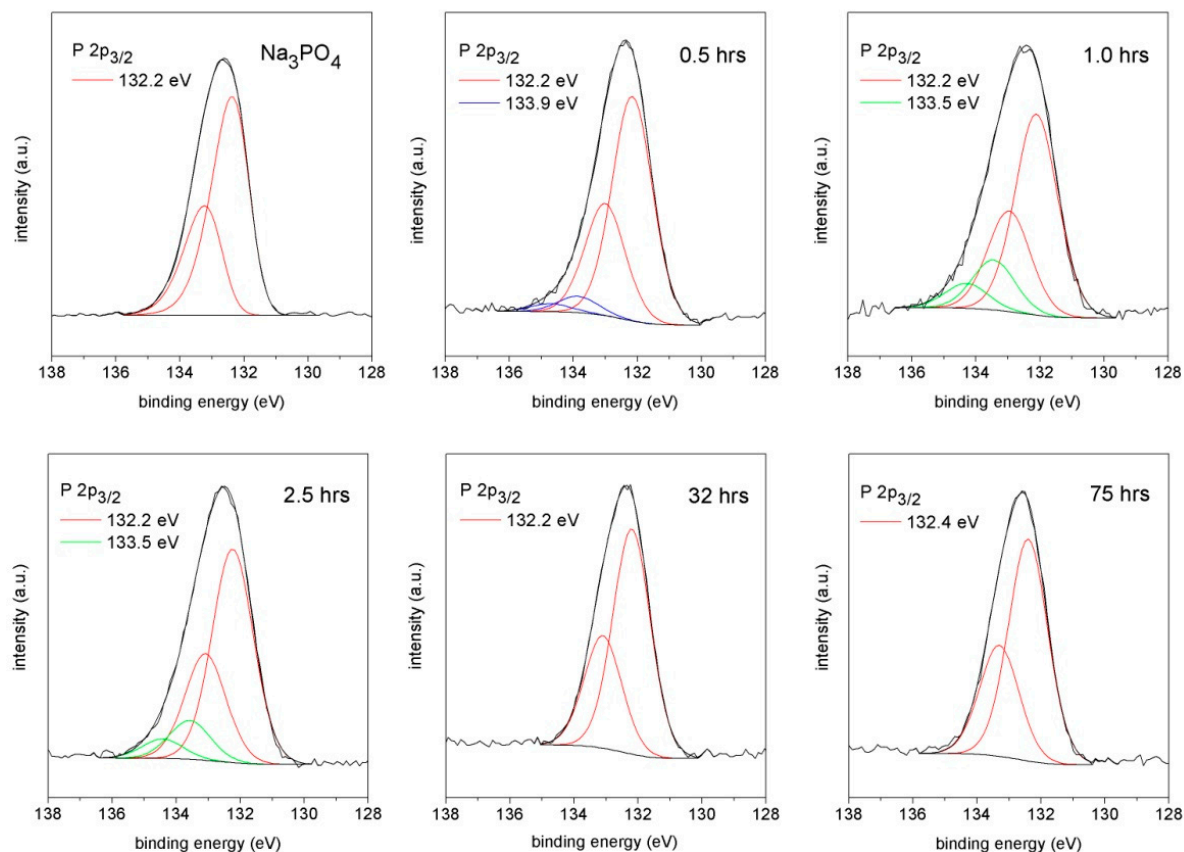 P 2p3/2
132.2 eV
Na3PO4
intensity (a.u.)
138 136 134 132 130 128
binding energy (eV)
P 2p3/2
132.2 eV
133.9 eV
0.5 hrs
intensity (a.u.)
138 136 134 132 130 128
binding energy (eV)
P 2p3/2
132.2 eV
133.5 eV
1.0 hrs
intensity (a.u.)
138 136 134 132 130 128
binding energy (eV)
P 2p3/2
132.2 eV
133.5 eV
2.5 hrs
intensity (a.u.)
138 136 134 132 130 128
binding energy (eV)
P 2p3/2
132.2 eV
32 hrs
intensity (a.u.)
138 136 134 132 130 128
binding energy (eV)
P 2p3/2
132.4 eV
75 hrs
intensity (a.u.)
138 136 134 132 130 128
binding energy (eV)